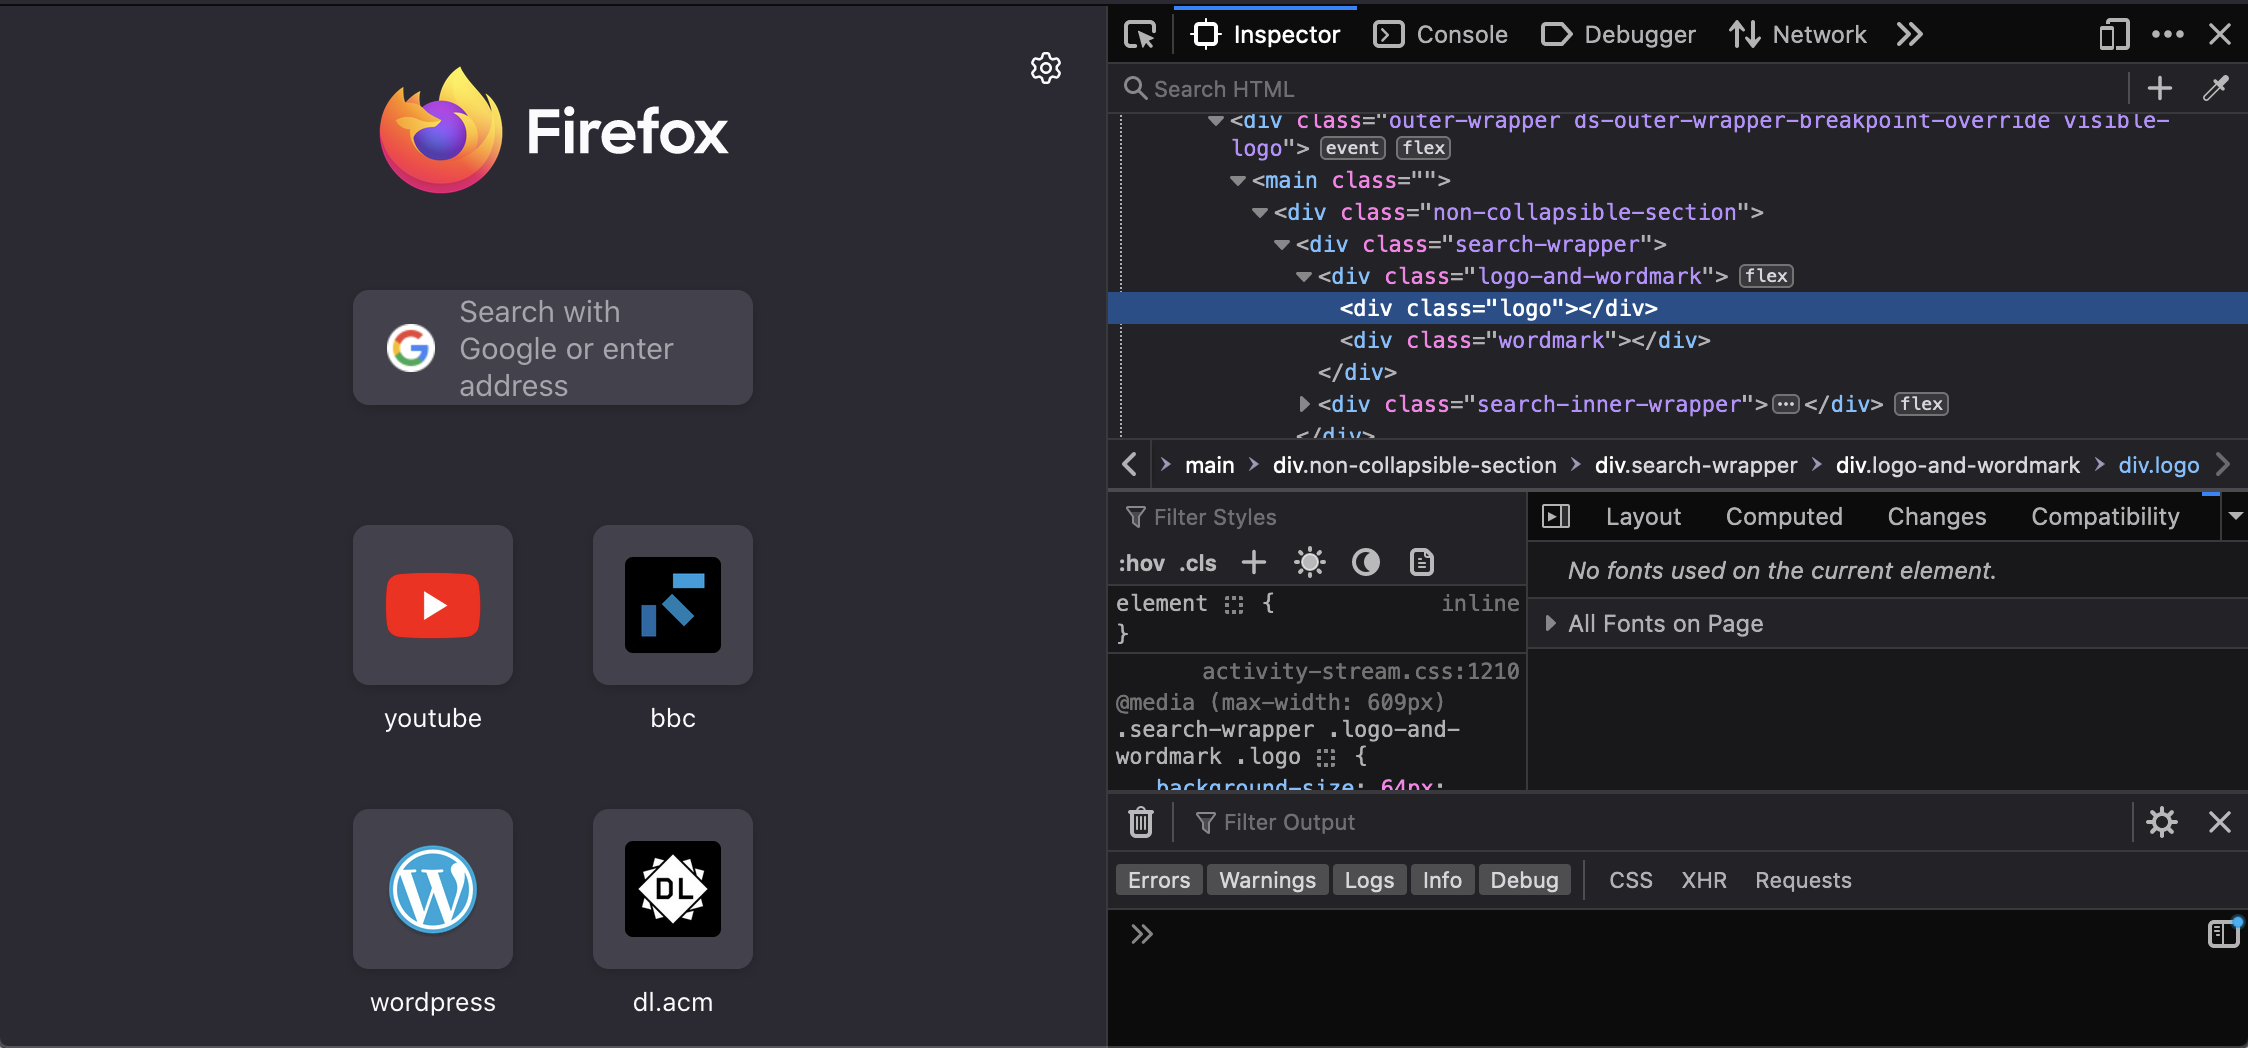 Firefox
Search with
Google or enter
address
youtube
bbc
DL
wordpress
dl.acm
Inspector
Console
Debugger
Network
Search HTML
<div class="outer-wrapper ds-outer-wrapper-breakpoint-override visible-
logo"> event flex
<main class="">
<div class="non-collapsible-section">
<div class="search-wrapper">
<div class="logo-and-wordmark"> flex
<div class="logo"></div>
<div class="wordmark"></div>
</div>
<div class="search-inner-wrapper">…</div> flex
</div>
main > div.non-collapsible-section > div.search-wrapper > div.logo-and-wordmark > div.logo
Filter Styles
:hov .cls
element { inline
}
activity-stream.css:1210
@media (max-width: 609px)
.search-wrapper .logo-and-
wordmark .logo {
background-size: 64px;
Layout Computed Changes Compatibility
No fonts used on the current element.
All Fonts on Page
Filter Output
Errors Warnings Logs Info Debug CSS XHR Requests